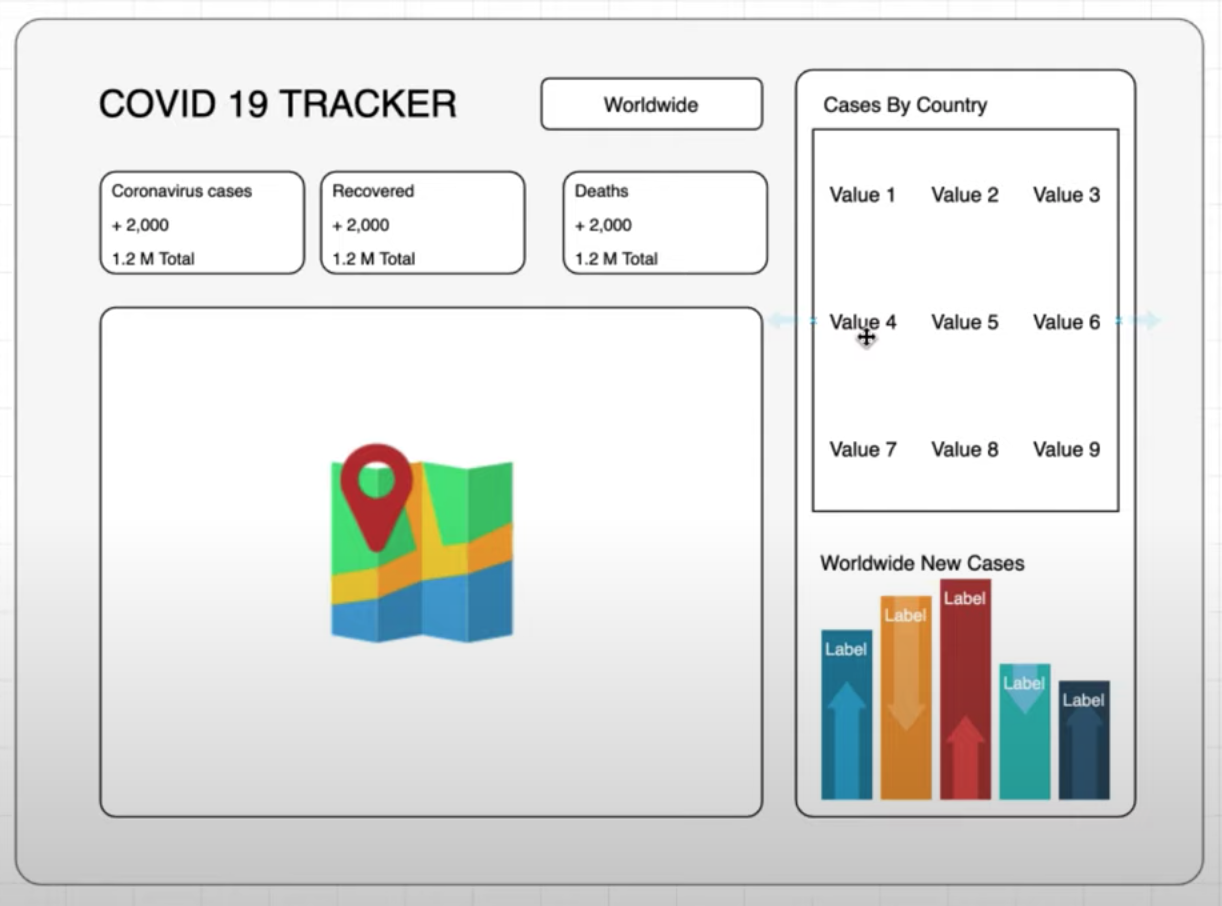 COVID 19 TRACKER
Worldwide
Coronavirus cases
+ 2,000
1.2 M Total
Recovered
+ 2,000
1.2 M Total
Deaths
+ 2,000
1.2 M Total
Cases By Country
Value 1 Value 2 Value 3
Value 4 Value 5 Value 6
Value 7 Value 8 Value 9
Worldwide New Cases
Label
Label
Label
Label
Label